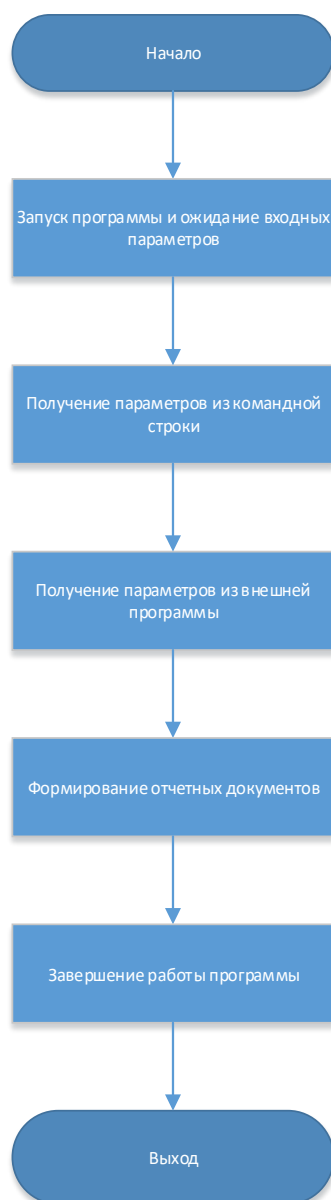 Начало
Запуск программы и ожидание входных
параметров
Получение параметров из командной
строки
Получение параметров из внешней
программы
Формирование отчетных документов
Завершение работы программы
Выход